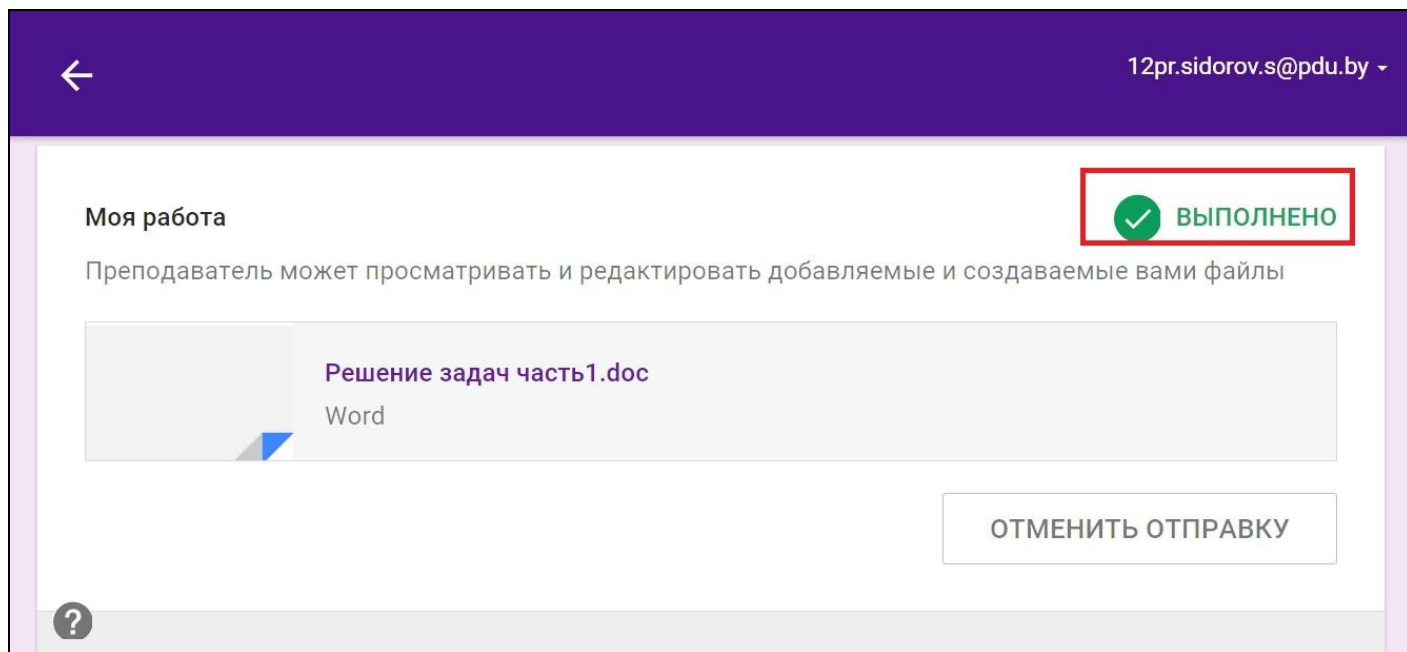 12pr.sidorov.s@pdu.by
Моя работа
ВЫПОЛНЕНО
Преподаватель может просматривать и редактировать добавляемые и создаваемые вами файлы
Решение задач часть1.doc
Word
ОТМЕНИТЬ ОТПРАВКУ
?